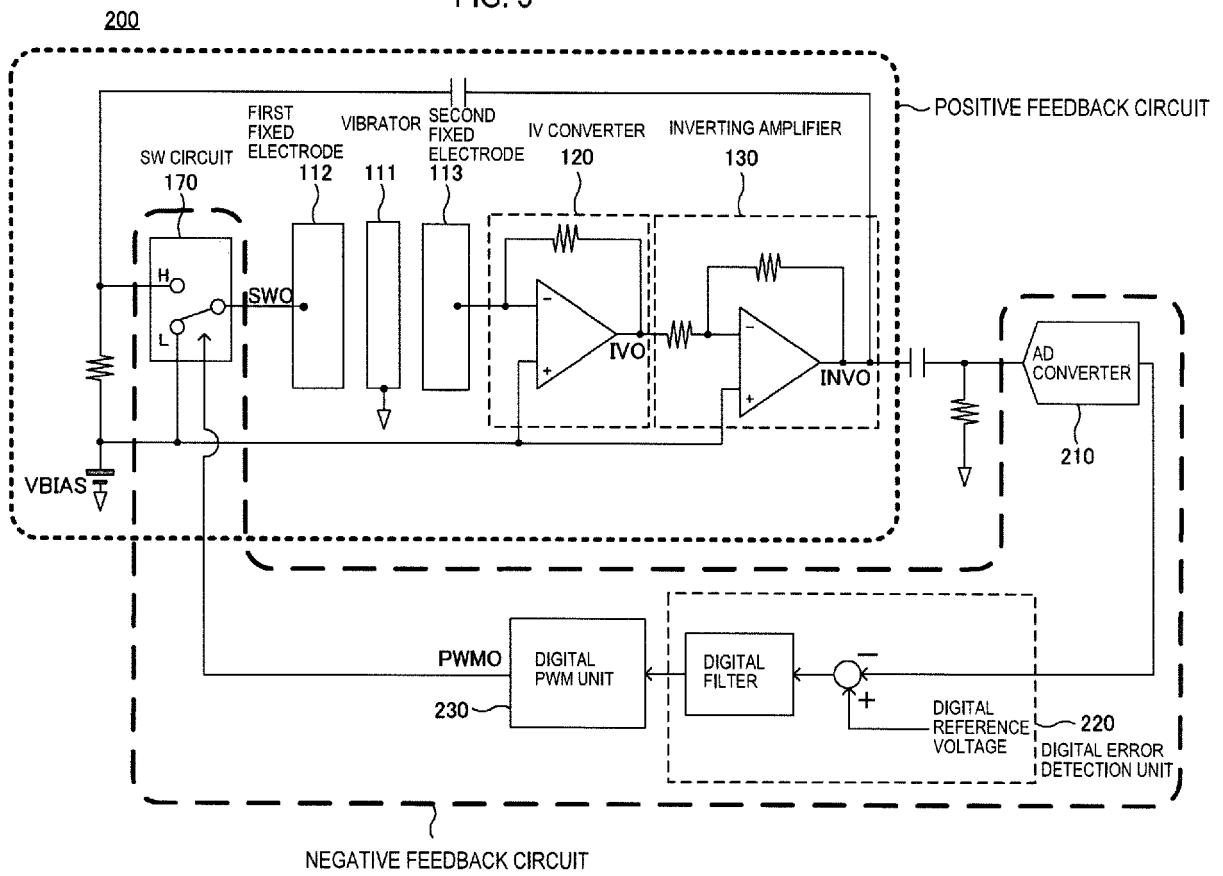 200
POSITIVE FEEDBACK CIRCUIT
FIRST
FIXED
ELECTRODE
112
VIBRATOR
111
SECOND
FIXED
ELECTRODE
113
IV CONVERTER
120
INVERTING AMPLIFIER
130
SW CIRCUIT
170
H
L
SWO
-
+
IVO
-
+
INVO
AD
CONVERTER
210
VBIAS
PWMO
DIGITAL
PWM UNIT
230
DIGITAL
FILTER
-
+
DIGITAL
REFERENCE
VOLTAGE
220
DIGITAL ERROR
DETECTION UNIT
NEGATIVE FEEDBACK CIRCUIT